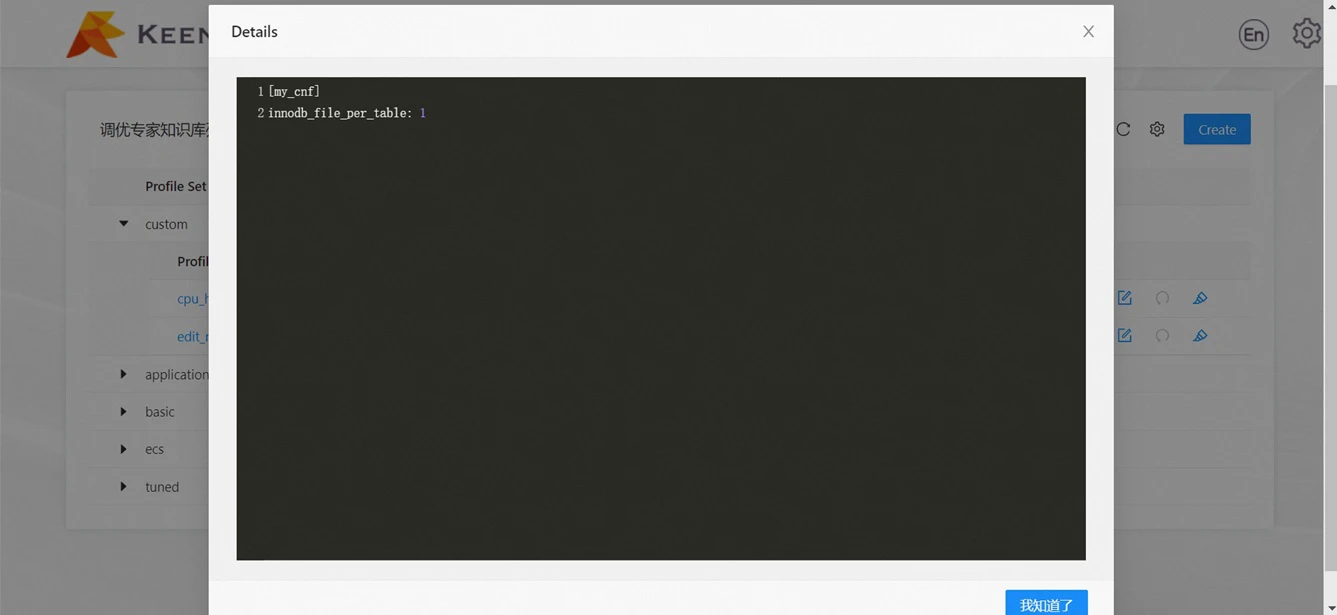 KEEN
Details
En
1 [my_cnf]
2 innodb_file_per_table: 1
调优专家知识库
Create
Profile Set
custom
Profil
cpu_h
edit_
application
basic
ecs
tuned
我知道了